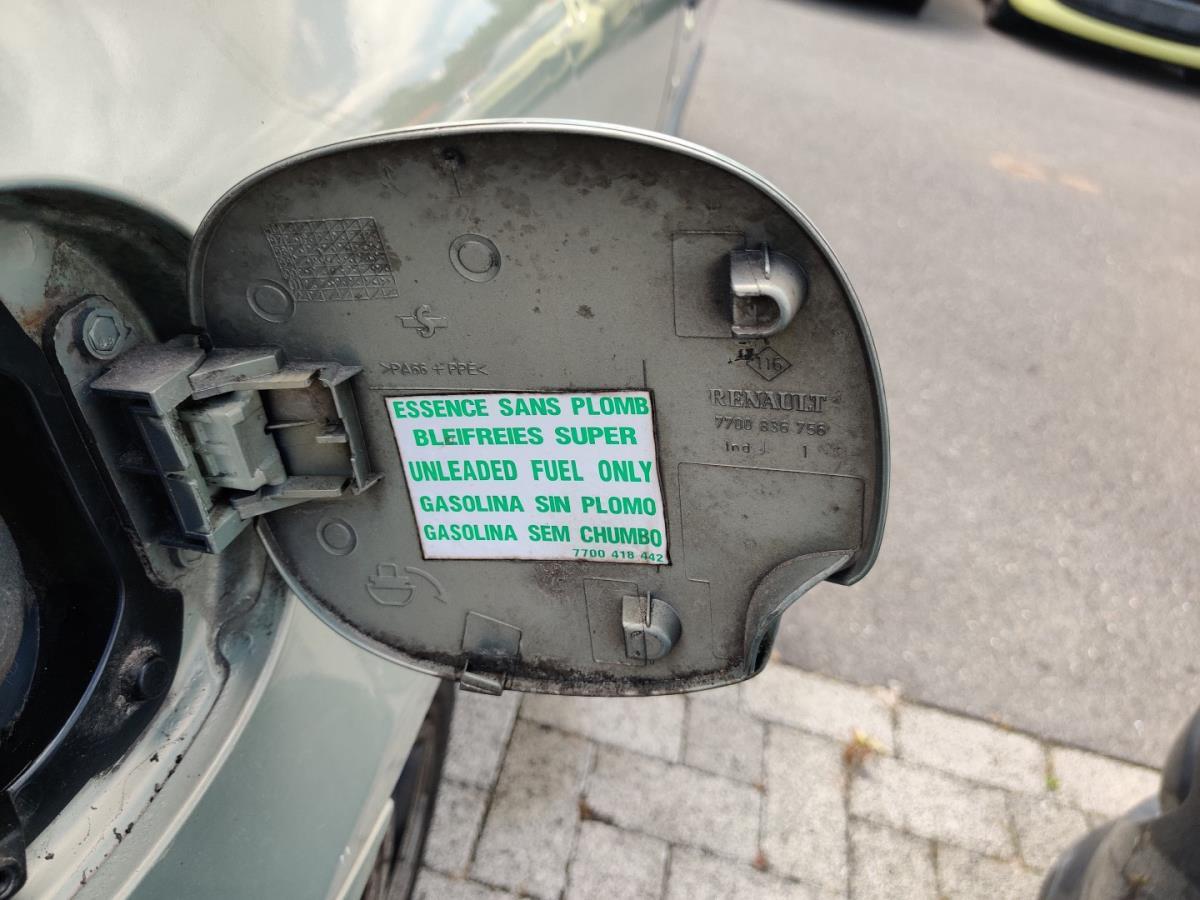 >PA66 + PPE<
116
RENAULT
7700 836 756
Ind J 1
ESSENCE SANS PLOMB
BLEIFREIES SUPER
UNLEADED FUEL ONLY
GASOLINA SIN PLOMO
GASOLINA SEM CHUMBO
7700 418 442